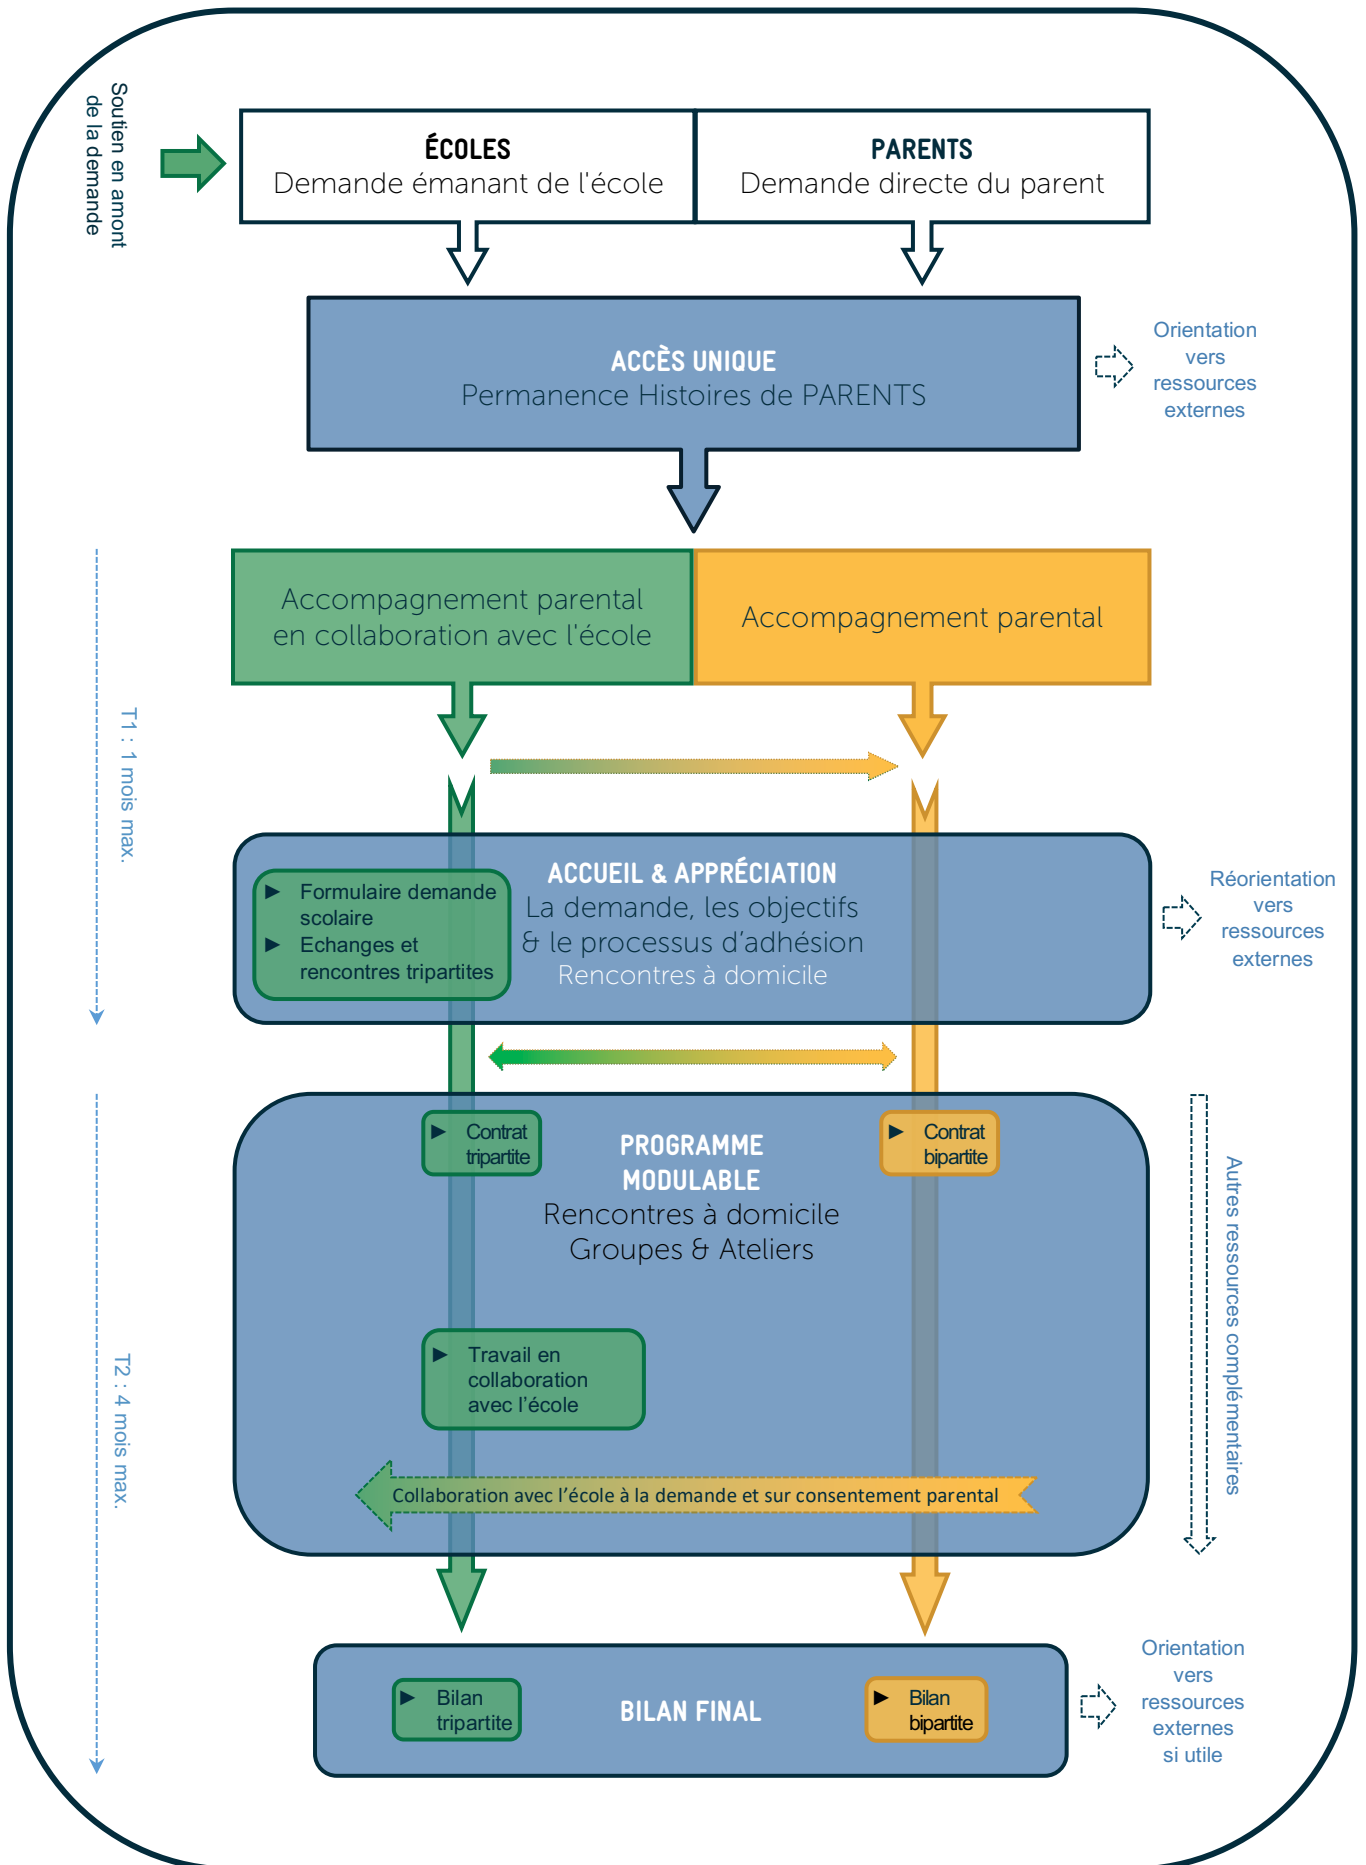 Soutien en amont
de la demande
ÉCOLES
Demande émanant de l'école
PARENTS
Demande directe du parent
ACCÈS UNIQUE
Permanence Histoires de PARENTS
Orientation
vers
ressources
externes
Accompagnement parental
en collaboration avec l'école
Accompagnement parental
T1 : 1 mois max.
ACCUEIL & APPRÉCIATION
La demande, les objectifs
& le processus d’adhésion
Rencontres à domicile
► Formulaire demande
scolaire
► Echanges et
rencontres tripartites
Réorientation
vers
ressources
externes
► Contrat
tripartite
PROGRAMME
MODULABLE
Rencontres à domicile
Groupes & Ateliers
► Contrat
bipartite
► Travail en
collaboration
avec l’école
Collaboration avec l’école à la demande et sur consentement parental
Autres ressources complémentaires
T2 : 4 mois max.
► Bilan
tripartite
BILAN FINAL
► Bilan
bipartite
Orientation
vers
ressources
externes
si utile